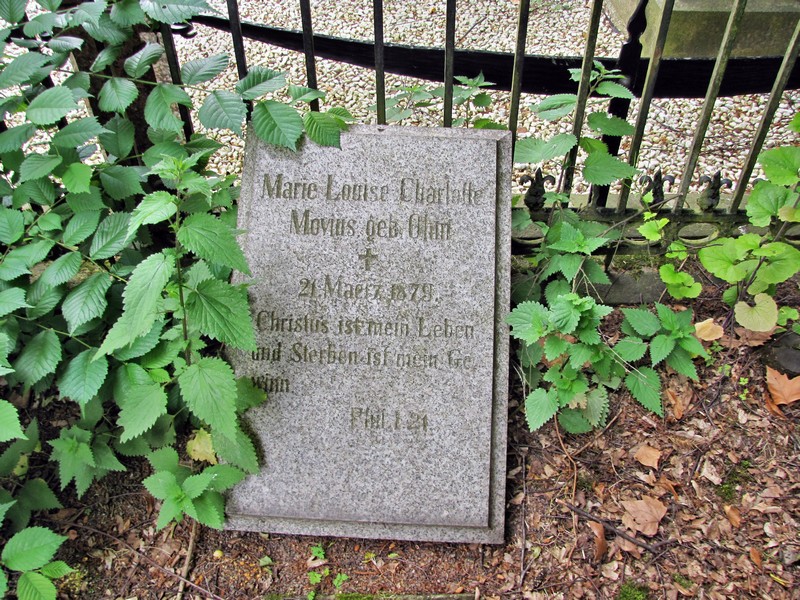 Marie Louise Charlotte
Movius geb. Ofun
✝
21. Maerz 1879.
Christus ist mein Leben
und Sterben ist mein Ge-
winn
Phil. 1. 21.